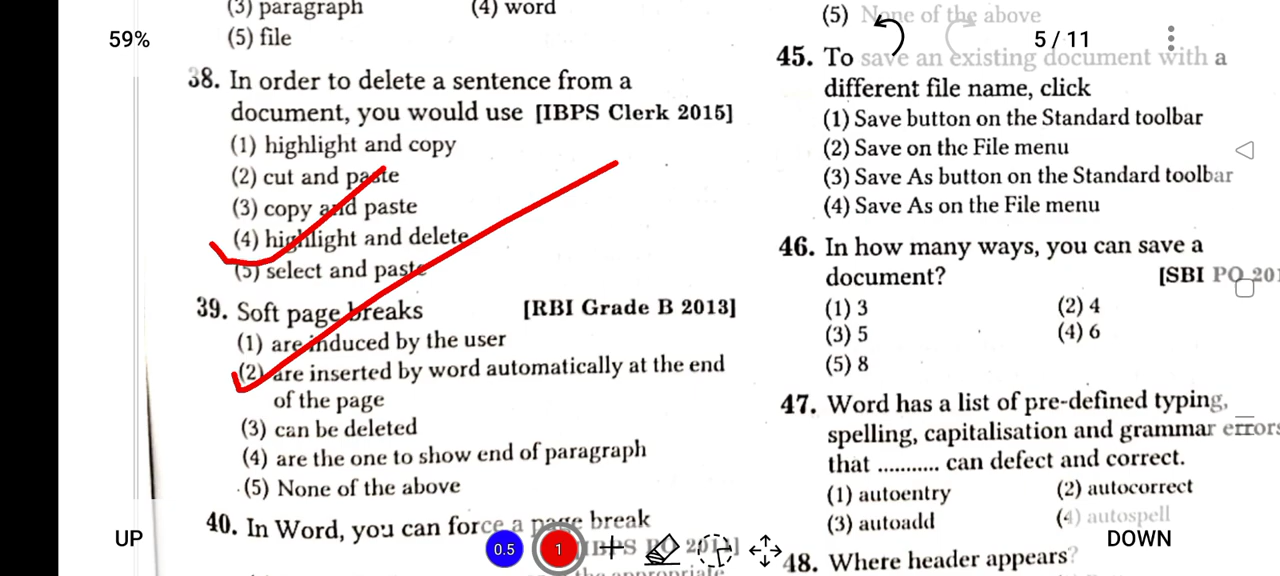 59%
5 / 11
(3) paragraph (4) word
(5) file
38. In order to delete a sentence from a
document, you would use [IBPS Clerk 2015]
(1) highlight and copy
(2) cut and paste
(3) copy and paste
(4) highlight and delete
(5) select and paste
39. Soft page breaks [RBI Grade B 2013]
(1) are induced by the user
(2) are inserted by word automatically at the end
of the page
(3) can be deleted
(4) are the one to show end of paragraph
(5) None of the above
40. In Word, you can force a page break
(5) None of the above
45. To save an existing document with a
different file name, click
(1) Save button on the Standard toolbar
(2) Save on the File menu
(3) Save As button on the Standard toolbar
(4) Save As on the File menu
46. In how many ways, you can save a
document? [SBI PO 201
(1) 3 (2) 4
(3) 5 (4) 6
(5) 8
47. Word has a list of pre-defined typing,
spelling, capitalisation and grammar errors
that ........... can defect and correct.
(1) autoentry (2) autocorrect
(3) autoadd (4) autospell
48. Where header appears?
UP
0.5
1
DOWN